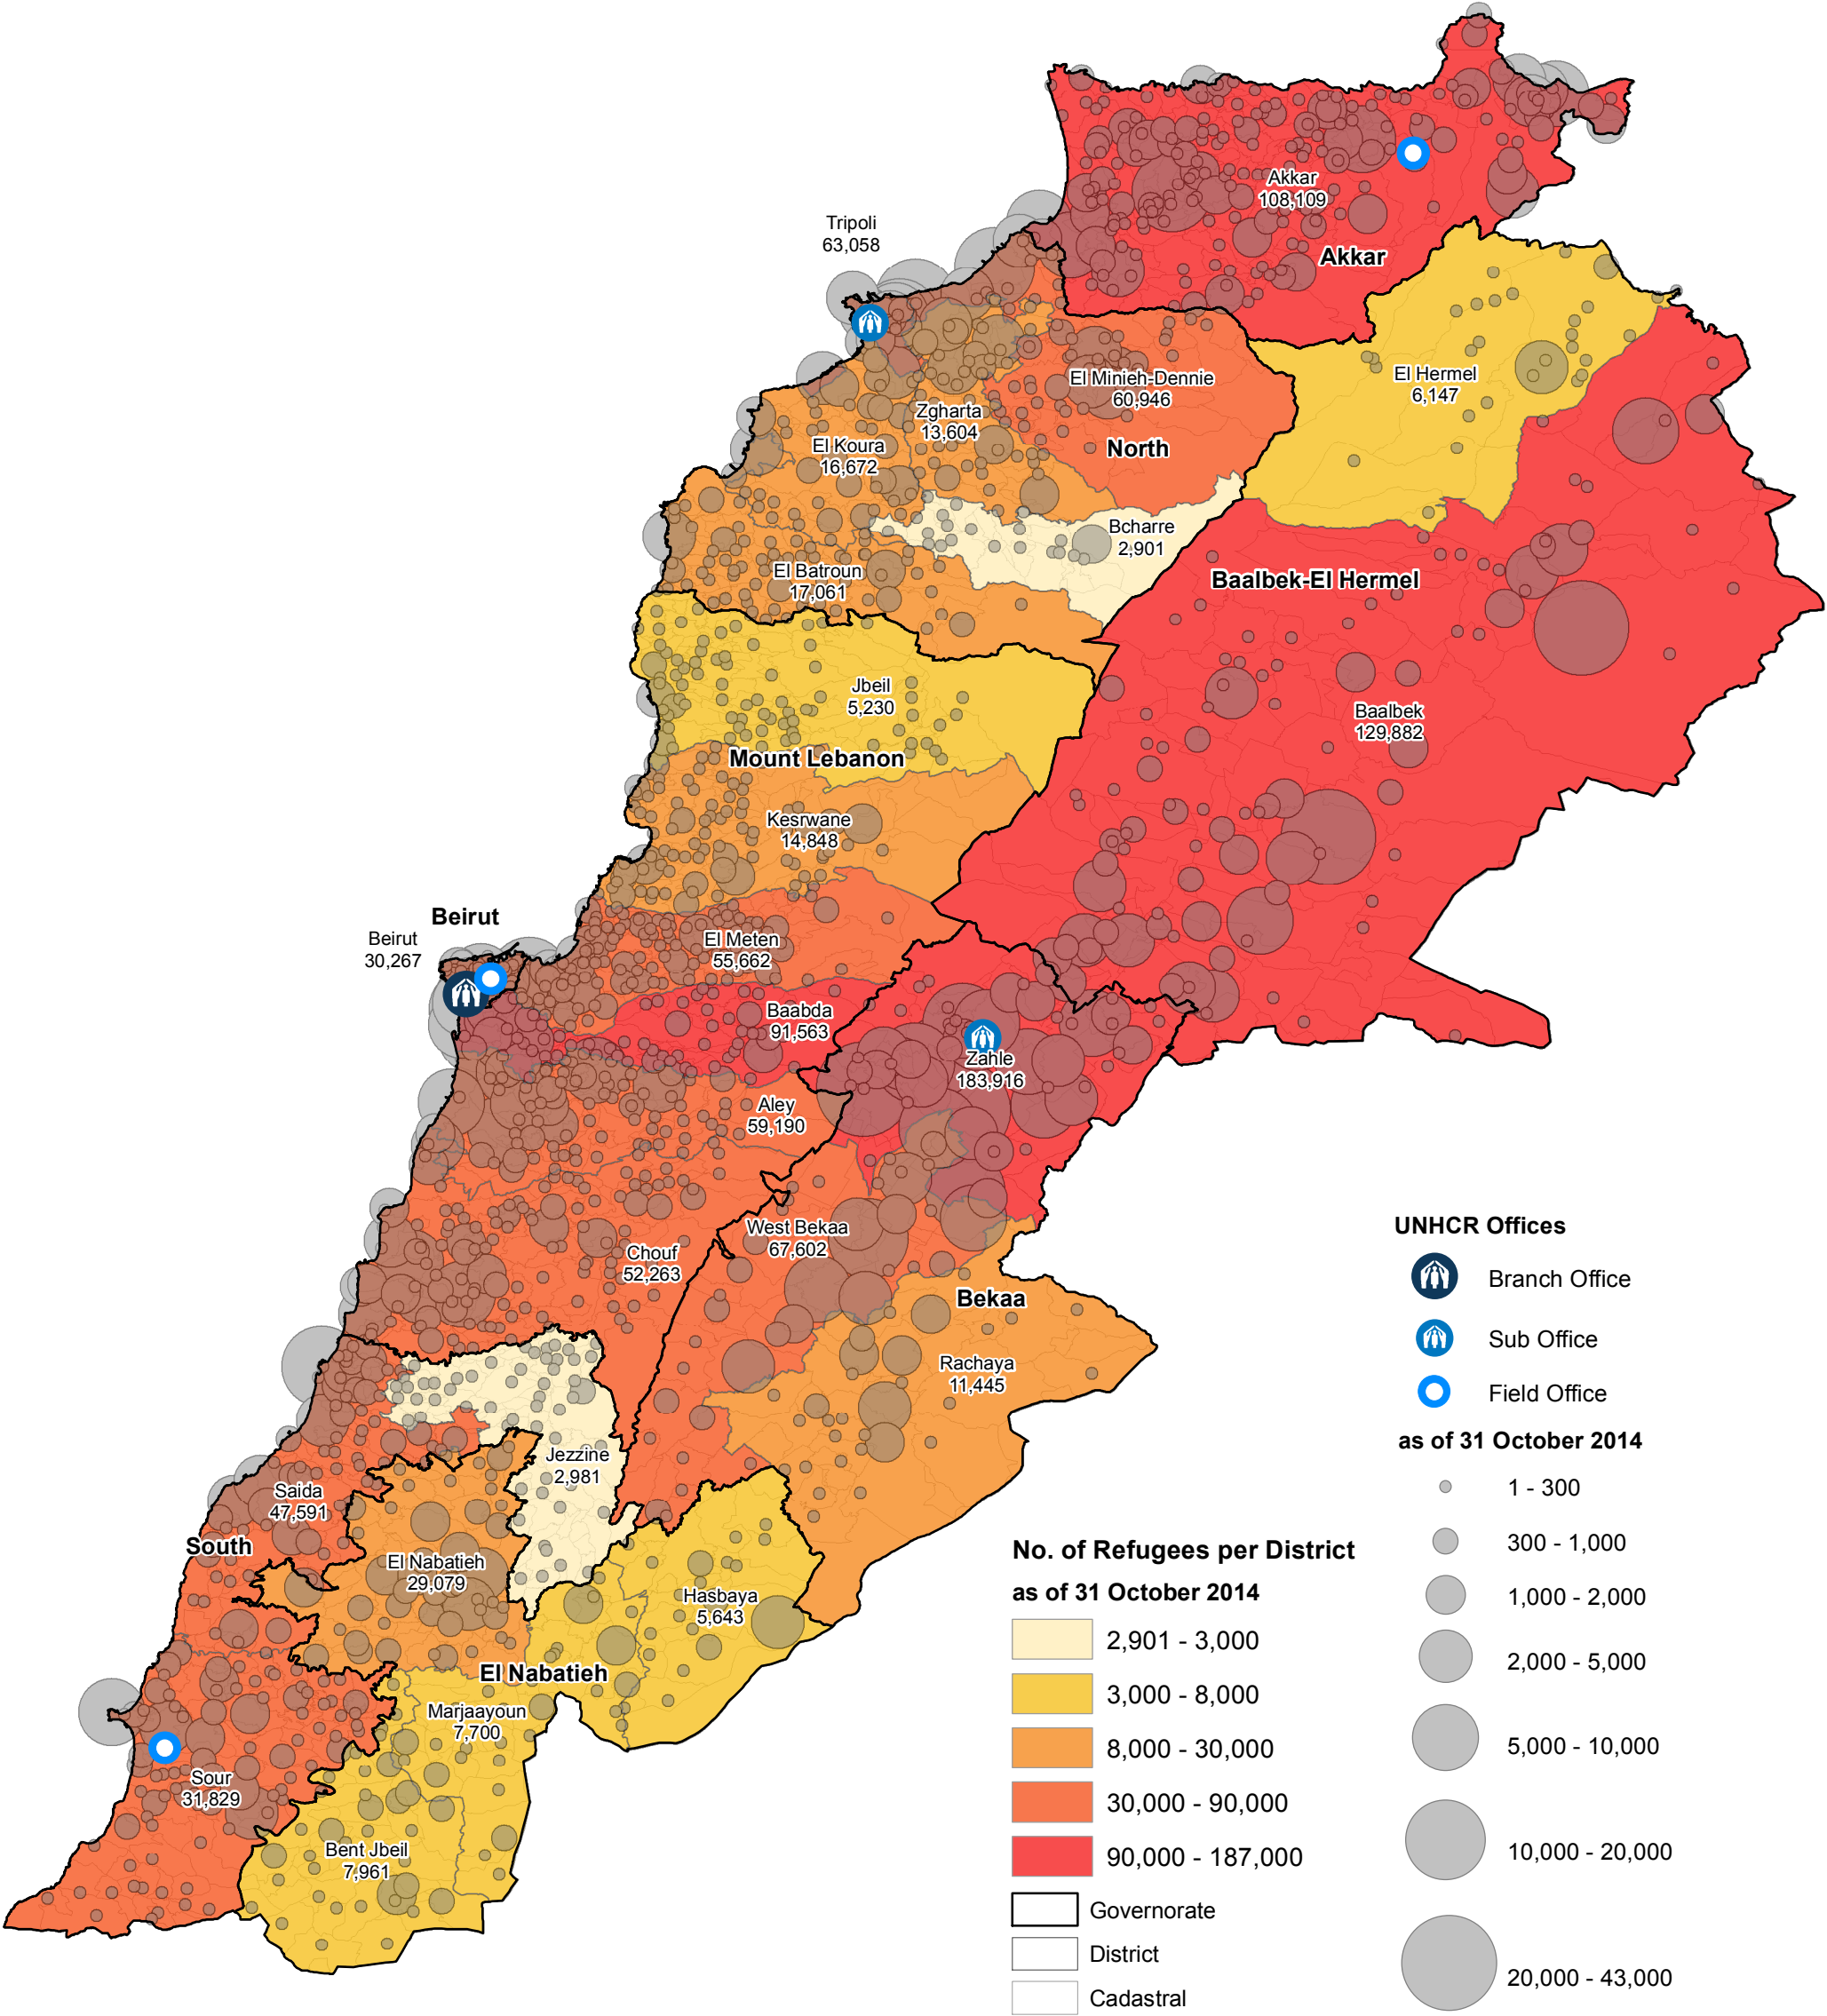 Akkar
108,109
Akkar
Tripoli
63,058
El Hermel
6,147
El Minieh-Dennie
60,946
Zgharta
13,604
El Koura
16,672
North
Bcharre
2,901
El Batroun
17,061
Baalbek-El Hermel
Jbeil
5,230
Baalbek
129,882
Mount Lebanon
Kesrwane
14,848
Beirut
Beirut
30,267
El Meten
55,662
Baabda
91,563
Zahle
183,916
Aley
59,190
West Bekaa
67,602
Chouf
52,263
Bekaa
Rachaya
11,445
Jezzine
2,981
Saida
47,591
South
El Nabatieh
29,079
Hasbaya
5,643
El Nabatieh
Marjaayoun
7,700
Sour
31,829
Bent Jbeil
7,961
UNHCR Offices
Branch Office
Sub Office
Field Office
as of 31 October 2014
1 - 300
300 - 1,000
1,000 - 2,000
2,000 - 5,000
5,000 - 10,000
10,000 - 20,000
20,000 - 43,000
No. of Refugees per District
as of 31 October 2014
2,901 - 3,000
3,000 - 8,000
8,000 - 30,000
30,000 - 90,000
90,000 - 187,000
Governorate
District
Cadastral